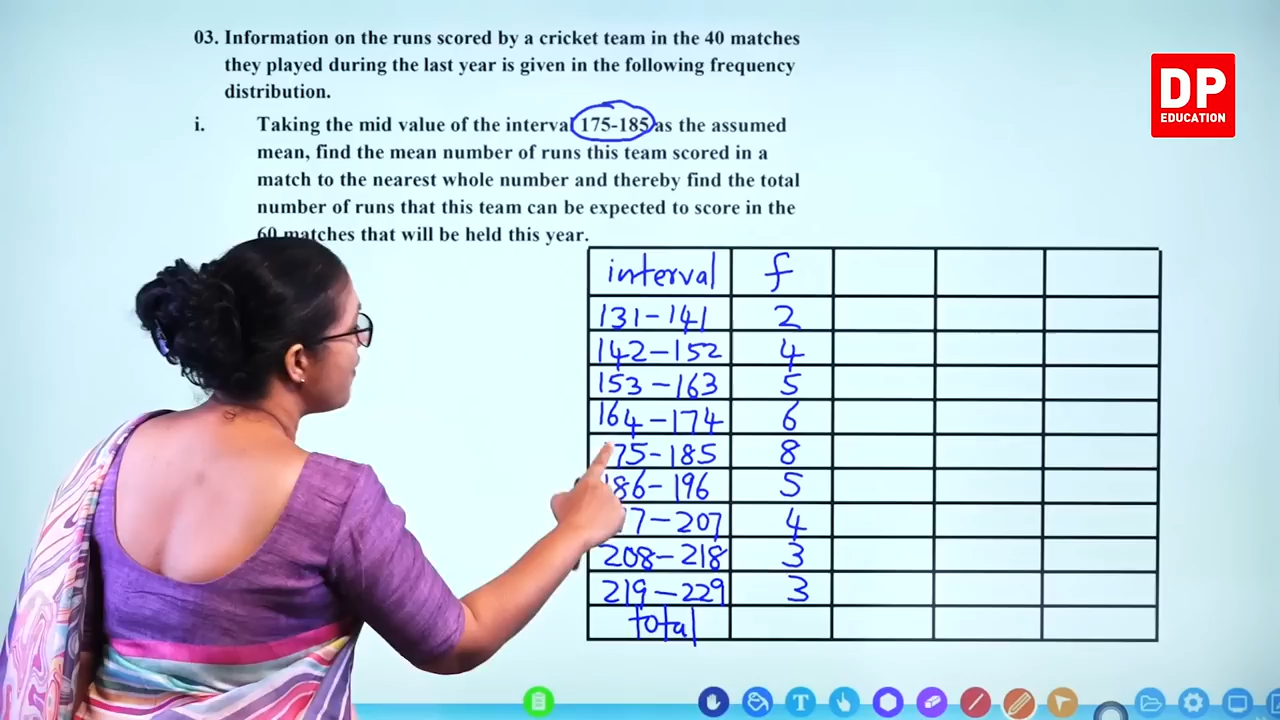 03. Information on the runs scored by a cricket team in the 40 matches
they played during the last year is given in the following frequency
distribution.
i. Taking the mid value of the interval 175-185 as the assumed
mean, find the mean number of runs this team scored in a
match to the nearest whole number and thereby find the total
number of runs that this team can be expected to score in the
60 matches that will be held this year.
DP
EDUCATION
interval f
131-141 2
142-152 4
153-163 5
164-174 6
75-185 8
86-196 5
7-207 4
208-218 3
219-229 3
total